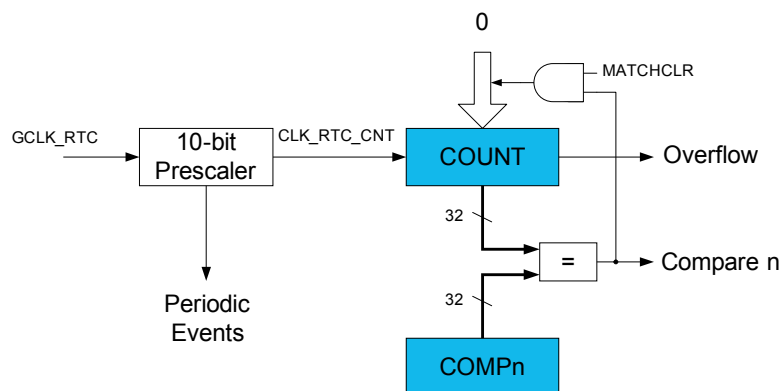 0
MATCHCLR
GCLK_RTC
10-bit
Prescaler
CLK_RTC_CNT
COUNT
Overflow
32
=
Compare n
32
Periodic
Events
COMPn